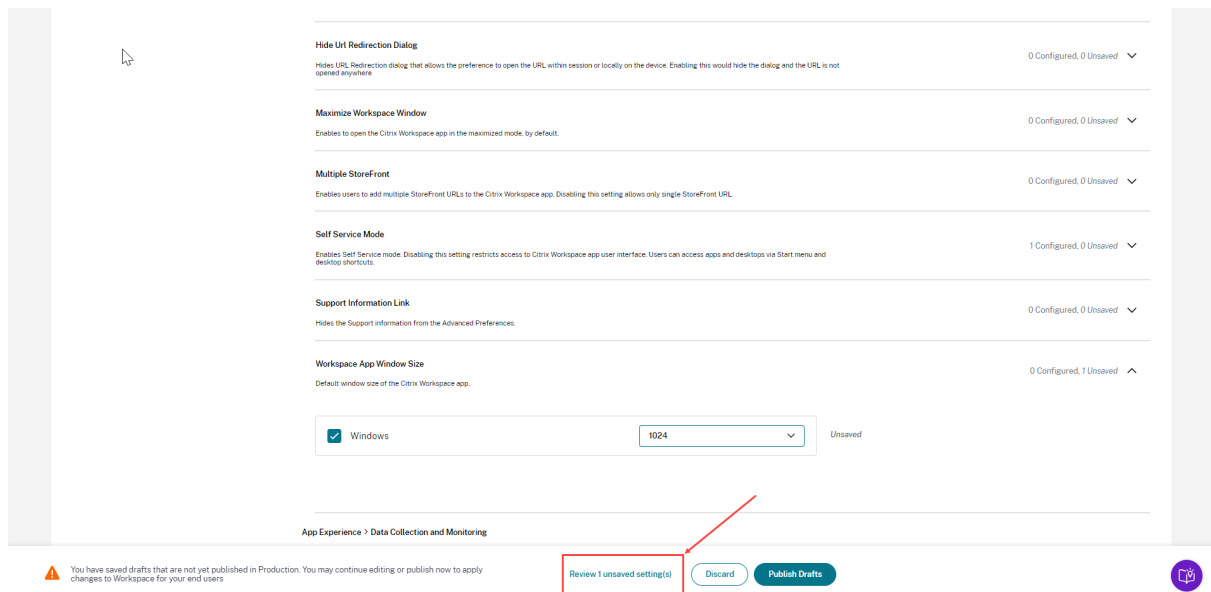 Hide Url Redirection Dialog
0 Configured, 0 Unsaved
Hides URL Redirection dialog that allows the preference to open the URL within session or locally on the device. Enabling this would hide the dialog and the URL is not
opened anywhere
Maximize Workspace Window
0 Configured, 0 Unsaved
Enables to open the Citrix Workspace app in the maximized mode, by default.
Multiple StoreFront
0 Configured, 0 Unsaved
Enables users to add multiple StoreFront URLs to the Citrix Workspace app. Disabling this setting allows only single StoreFront URL.
Self Service Mode
1 Configured, 0 Unsaved
Enables Self Service mode. Disabling this setting restricts access to Citrix Workspace app user interface. Users can access apps and desktops via Start menu and
desktop shortcuts.
Support Information Link
0 Configured, 0 Unsaved
Hides the Support information from the Advanced Preferences.
Workspace App Window Size
0 Configured, 1 Unsaved
Default window size of the Citrix Workspace app.
Windows
1024
Unsaved
App Experience > Data Collection and Monitoring
You have saved drafts that are not yet published in Production. You may continue editing or publish now to apply
changes to Workspace for your end users
Review 1 unsaved setting(s)
Discard
Publish Drafts